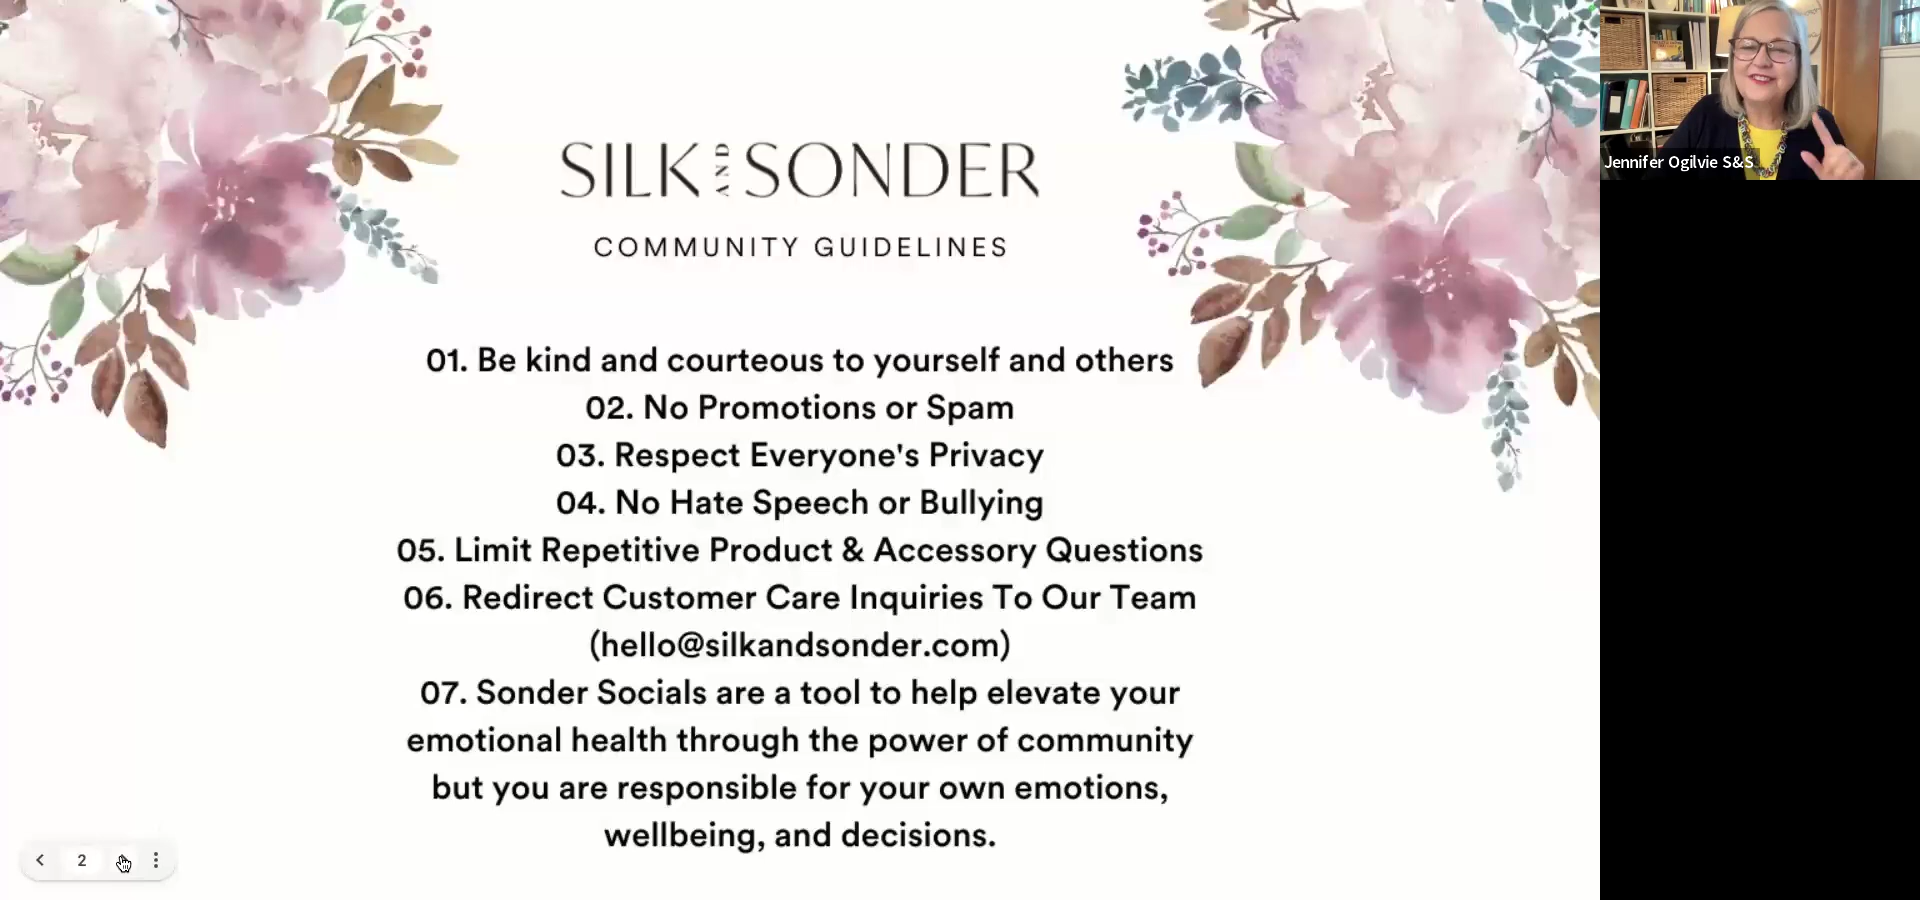 SILK AND SONDER
COMMUNITY GUIDELINES
01. Be kind and courteous to yourself and others
02. No Promotions or Spam
03. Respect Everyone's Privacy
04. No Hate Speech or Bullying
05. Limit Repetitive Product & Accessory Questions
06. Redirect Customer Care Inquiries To Our Team
(hello@silkandsonder.com)
07. Sonder Socials are a tool to help elevate your
emotional health through the power of community
but you are responsible for your own emotions,
wellbeing, and decisions.
Jennifer Ogilvie S&S
2